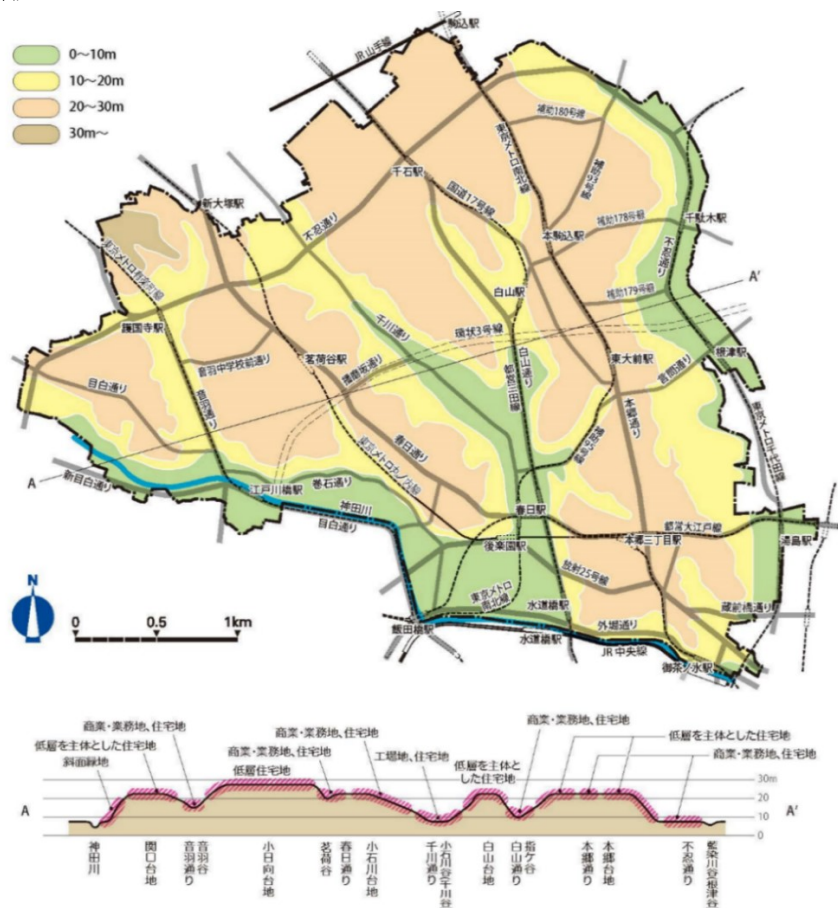 0～10m
10～20m
20～30m
30m～
駒込駅
JR山手線
補助180号線
東京メトロ南北線
千石駅
国道17号線
補助93号線
新大塚駅
不忍通り
千駄木駅
補助178号線
本駒込駅
不忍通り
A'
白山駅
補助179号線
千川通り
環状3号線
護国寺駅
茗荷谷駅
東大前駅
根津駅
音羽中学校前通り
播磨坂通り
白山通り
都営三田線
言問通り
目白通り
音羽通り
本郷通り
春日通り
東京メトロ丸ノ内線
東京メトロ千代田線
A
新目白通り
江戸川橋駅
巻石通り
神田川
目白通り
春日駅
都営大江戸線
本郷三丁目駅
湯島駅
後楽園駅
放射25号線
東京メトロ
南北線
水道橋駅
蔵前橋通り
外堀通り
飯田橋駅
水道橋駅
JR中央線
御茶ノ水駅
N
0
0.5
1km
商業・業務地、住宅地
低層を主体とした住宅地
斜面緑地
商業・業務地、住宅地
商業・業務地、住宅地
低層住宅地
工場地、住宅地
商業・業務地、住宅地
低層を主体と
した住宅地
低層を主体とした住宅地
商業・業務地、住宅地
30m
20
10
0
A
A'
神田川
関口台地
音羽通り
音羽谷
小日向台地
茗荷谷
春日通り
小石川台地
千川通り
小石川谷(千川谷)
白山台地
白山通り
指ケ谷
本郷通り
本郷台地
不忍通り
藍染川谷(根津谷)